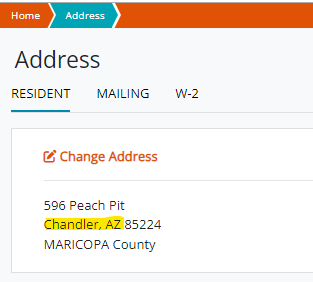 Home Address
Address
RESIDENT MAILING W-2
Change Address
596 Peach Pit
Chandler, AZ 85224
MARICOPA County